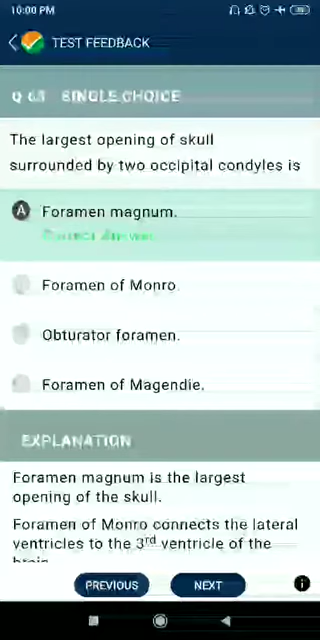 10:00 PM
TEST FEEDBACK
SINGLE CHOICE
The largest opening of skull
surrounded by two occipital condyles is
A Foramen magnum.
Correct Answer
Foramen of Monro.
Obturator foramen.
Foramen of Magendie.
EXPLANATION
Foramen magnum is the largest
opening of the skull.
Foramen of Monro connects the lateral
ventricles to the 3rd ventricle of the
brain.
PREVIOUS
NEXT